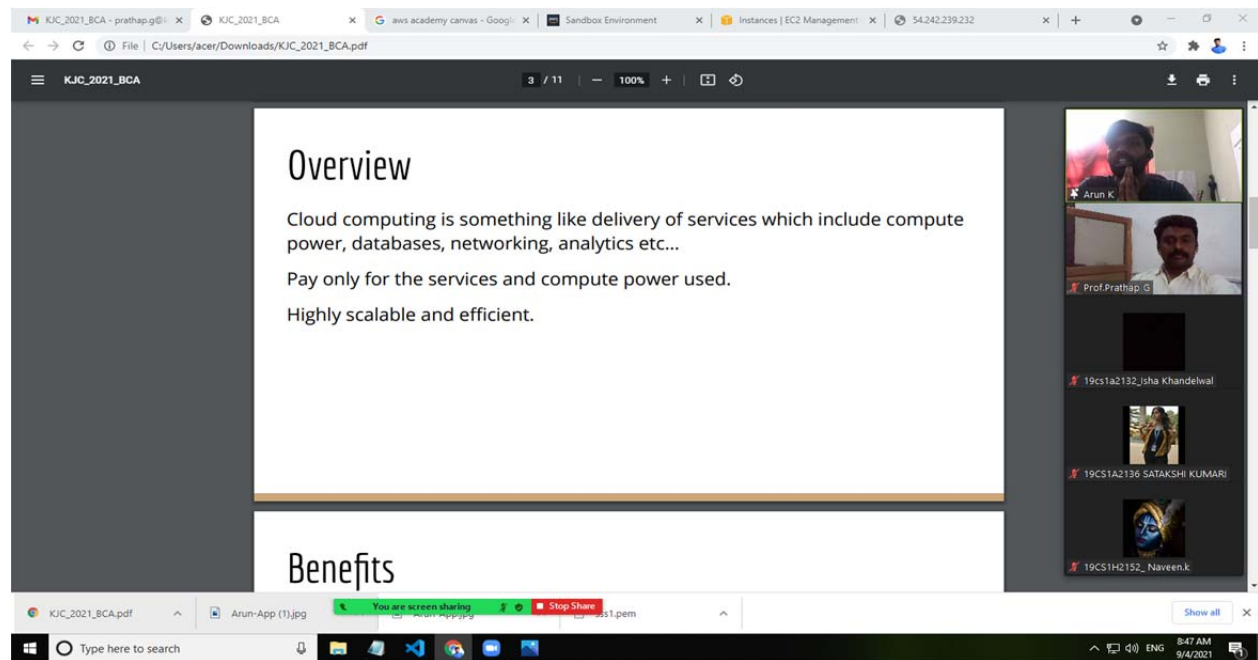 KJC_2021_BCA - prathap.g@
KJC_2021_BCA
aws academy canvas - Google
Sandbox Environment
Instances | EC2 Management
54.242.239.232
File | C:/Users/acer/Downloads/KJC_2021_BCA.pdf
KJC_2021_BCA
3 / 11
100%
Overview
Cloud computing is something like delivery of services which include compute
power, databases, networking, analytics etc...
Pay only for the services and compute power used.
Highly scalable and efficient.
Benefits
Arun K
Prof.Prathap G
19cs1a2132_Isha Khandelwal
19CS1A2136 SATAKSHI KUMARI
19CS1H2152_ Naveen.k
KJC_2021_BCA.pdf
Arun-App (1).jpg
You are screen sharing
Stop Share
Show all
Type here to search
ENG
8:47 AM
9/4/2021